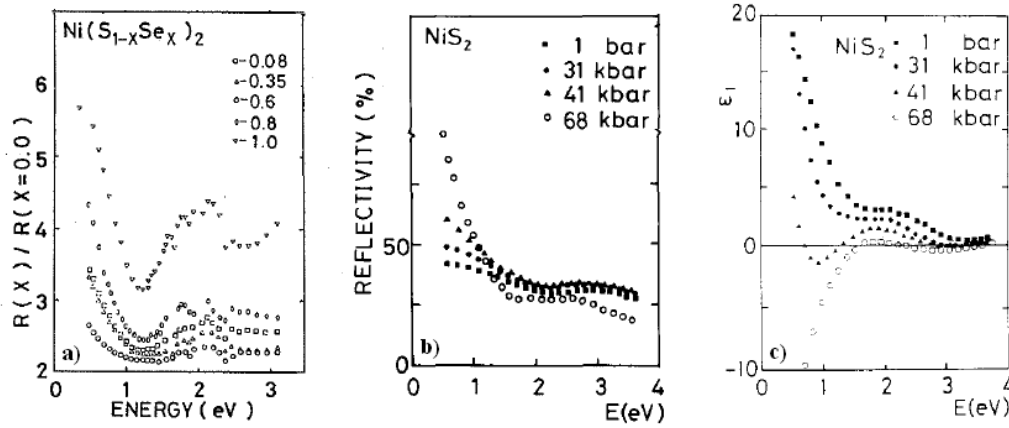 Ni(S₁₋ₓSeₓ)₂
o-0.08
▵-0.35
o-0.6
o-0.8
▿-1.0
R(X)/R(X=0.0)
6
5
4
3
2
a)
0 1 2 3
ENERGY(eV)
NiS₂
■ 1 bar
♦ 31 kbar
▲ 41 kbar
○ 68 kbar
REFLECTIVITY (%)
50
0
b)
0 1 2 3 4
E(eV)
20
NiS₂
■ 1 bar
♦ 31 kbar
▲ 41 kbar
○ 68 kbar
ε₁
10
0
-10
c)
0 1 2 3 4
E(eV)